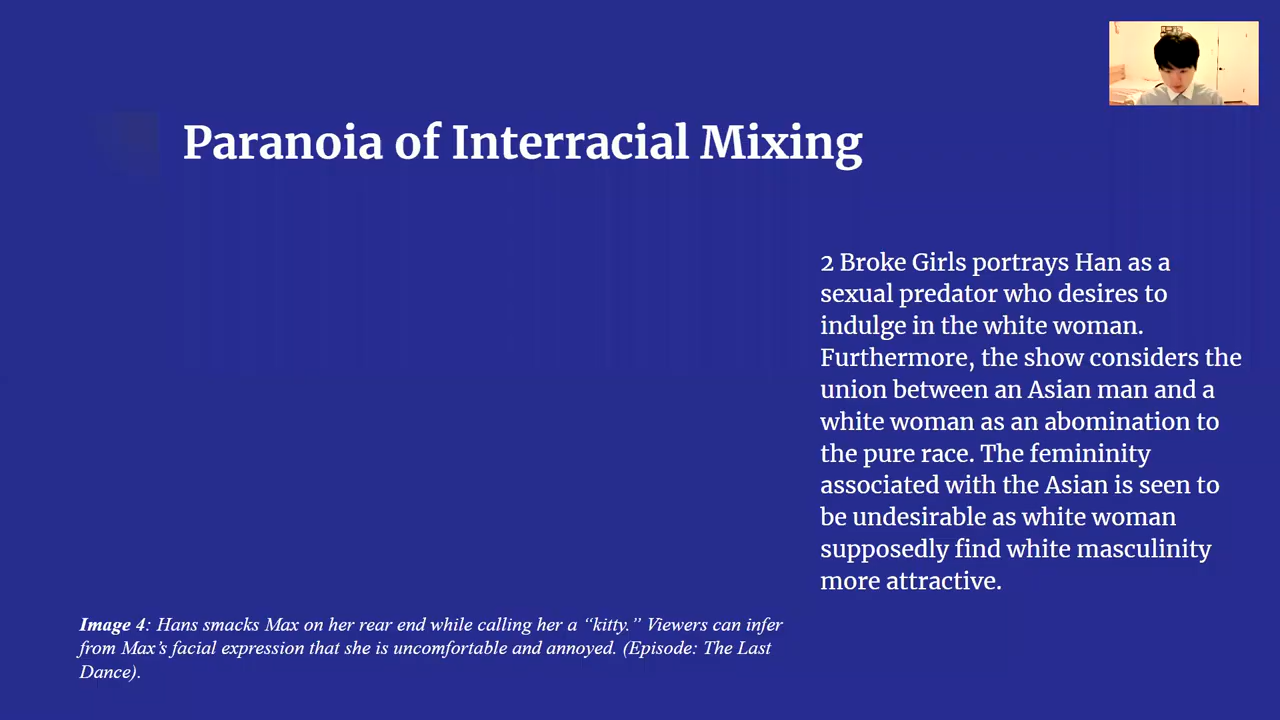 Paranoia of Interracial Mixing
2 Broke Girls portrays Han as a
sexual predator who desires to
indulge in the white woman.
Furthermore, the show considers the
union between an Asian man and a
white woman as an abomination to
the pure race. The femininity
associated with the Asian is seen to
be undesirable as white woman
supposedly find white masculinity
more attractive.
Image 4: Hans smacks Max on her rear end while calling her a “kitty.” Viewers can infer
from Max’s facial expression that she is uncomfortable and annoyed. (Episode: The Last
Dance).